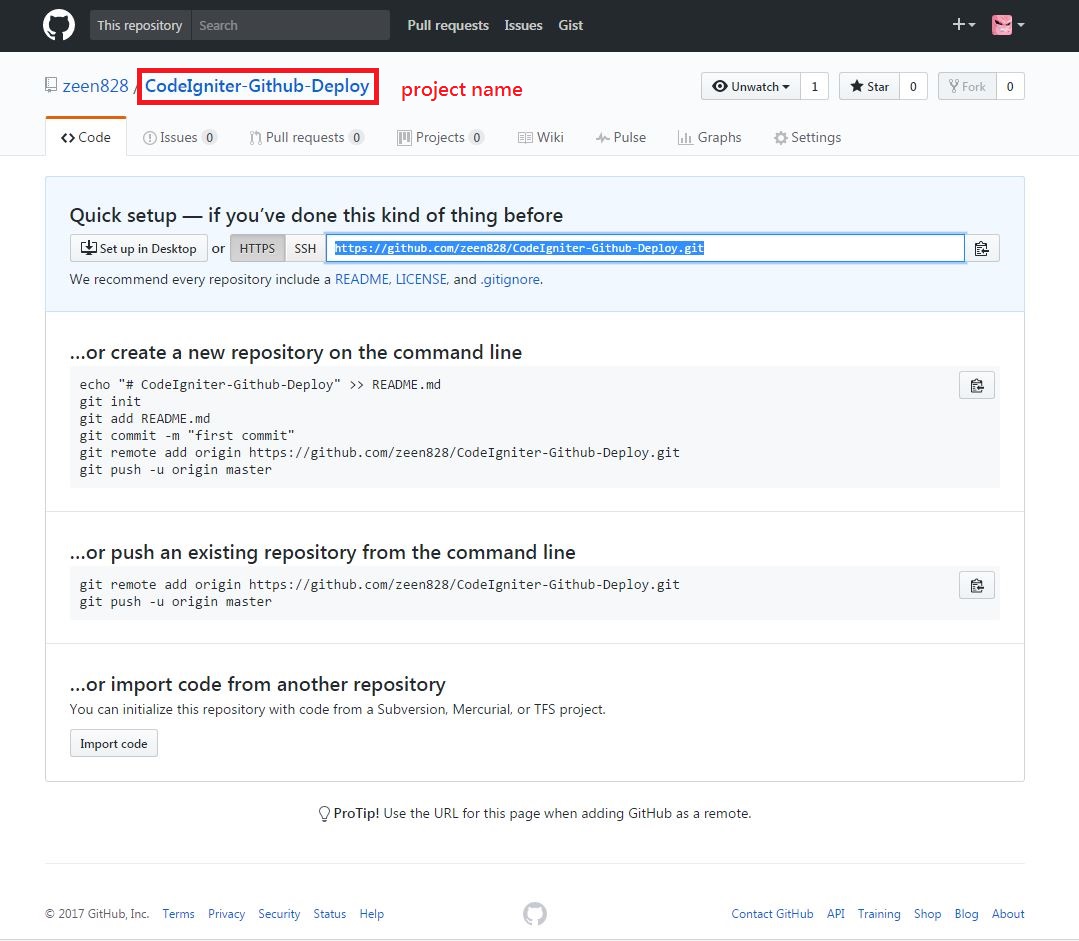 This repository Search Pull requests Issues Gist
zeen828 / CodeIgniter-Github-Deploy project name Unwatch 1 Star 0 Fork 0
Code Issues 0 Pull requests 0 Projects 0 Wiki Pulse Graphs Settings
Quick setup — if you’ve done this kind of thing before
Set up in Desktop or HTTPS SSH https://github.com/zeen828/CodeIgniter-Github-Deploy.git
We recommend every repository include a README, LICENSE, and .gitignore.
…or create a new repository on the command line
echo "# CodeIgniter-Github-Deploy" >> README.md
git init
git add README.md
git commit -m "first commit"
git remote add origin https://github.com/zeen828/CodeIgniter-Github-Deploy.git
git push -u origin master
…or push an existing repository from the command line
git remote add origin https://github.com/zeen828/CodeIgniter-Github-Deploy.git
git push -u origin master
…or import code from another repository
You can initialize this repository with code from a Subversion, Mercurial, or TFS project.
Import code
ProTip! Use the URL for this page when adding GitHub as a remote.
© 2017 GitHub, Inc. Terms Privacy Security Status Help Contact GitHub API Training Shop Blog About